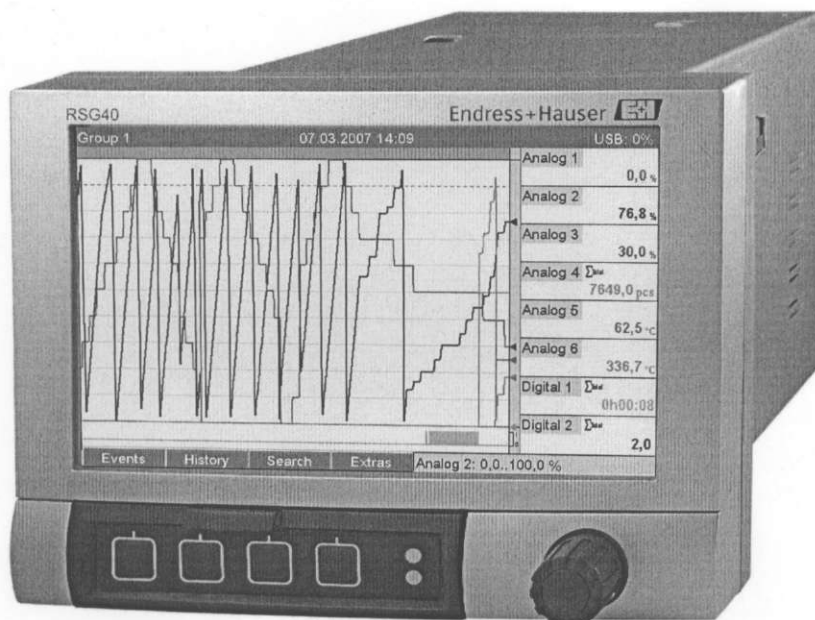 RSG40
Endress+Hauser EH
Group 1 07.03.2007 14:09 USB: 0%
Analog 1
0,0 %
Analog 2
76,8 %
Analog 3
30,0 %
Analog 4 Σ
7649,0 pcs
Analog 5
62,5 °C
Analog 6
336,7 °C
Digital 1 Σ
0h00:08
Digital 2 Σ
2,0
Events History Search Extras Analog 2: 0,0..100,0 %